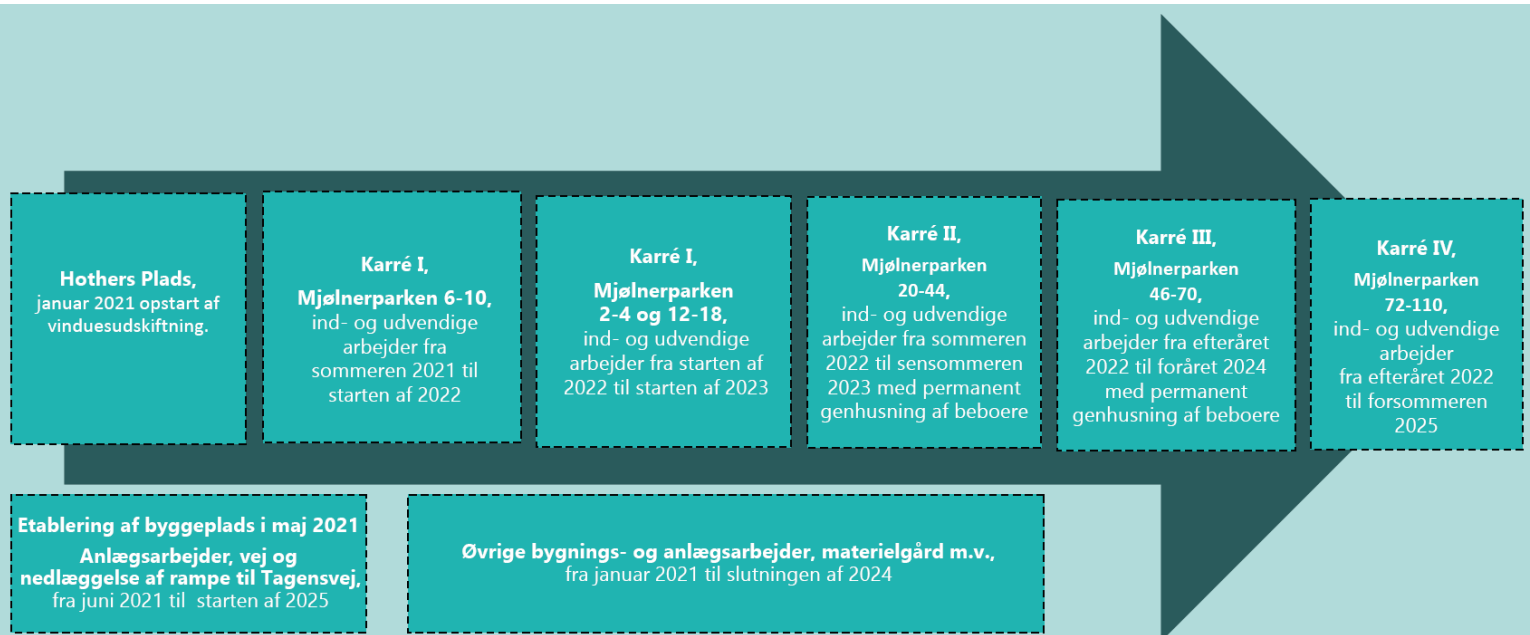 Hothers Plads,
januar 2021 opstart af
vinduesudskiftning.
Karré I,
Mjølnerparken 6-10,
ind- og udvendige
arbejder fra
sommeren 2021 til
starten af 2022
Karré I,
Mjølnerparken
2-4 og 12-18,
ind- og udvendige
arbejder fra starten af
2022 til starten af 2023
Karré II,
Mjølnerparken
20-44,
ind- og udvendige
arbejder fra sommeren
2022 til sensommeren
2023 med permanent
genhusning af beboere
Karré III,
Mjølnerparken
46-70,
ind- og udvendige
arbejder fra efteråret
2022 til foråret 2024
med permanent
genhusning af beboere
Karré IV,
Mjølnerparken
72-110,
ind- og udvendige
arbejder
fra efteråret 2022
til forsommeren
2025
Etablering af byggeplads i maj 2021
Anlægsarbejder, vej og
nedlæggelse af rampe til Tagensvej,
fra juni 2021 til starten af 2025
Øvrige bygnings- og anlægsarbejder, materielgård m.v.,
fra januar 2021 til slutningen af 2024